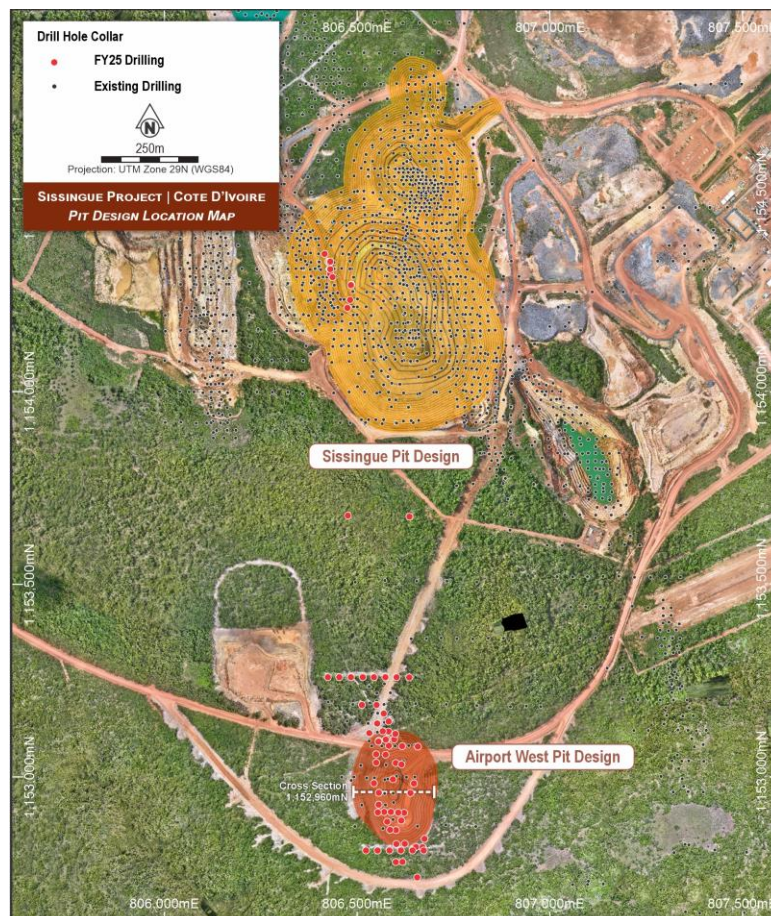 806,500mE
807,000mE
807,500mE
Drill Hole Collar
FY25 Drilling
Existing Drilling
N
250m
Projection: UTM Zone 29N (WGS84)
SISSINGUE PROJECT | COTE D'IVOIRE
PIT DESIGN LOCATION MAP
1,154,500mN
1,154,000mN
1,154,000mN
Sissingue Pit Design
1,153,500mN
1,153,500mN
Airport West Pit Design
Cross Section
1,152,960mN
1,153,000mN
1,153,000mN
806,000mE
806,500mE
807,000mE
807,500mE